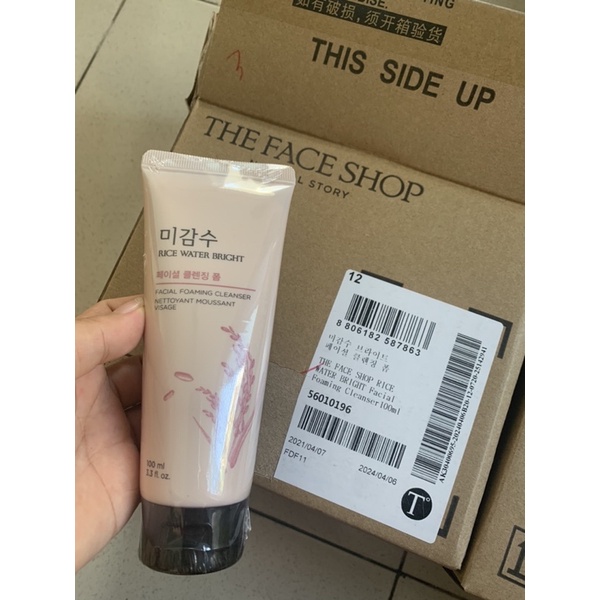 如有破损,须开箱验货
THIS SIDE UP
THE FACE SHOP
L STORY
미감수
RICE WATER BRIGHT
페이셜 클렌징 폼
FACIAL FOAMING CLEANSER
NETTOYANT MOUSSANT
VISAGE
100 ml
3.3 fl. oz.
12
8 806182 587863
미감수 브라이트
페이셜 클렌징 폼
THE FACE SHOP RICE
WATER BRIGHT Facial
Foaming Cleanser100ml
56010196
2021/04/07
2024/04/06
FDF11
T